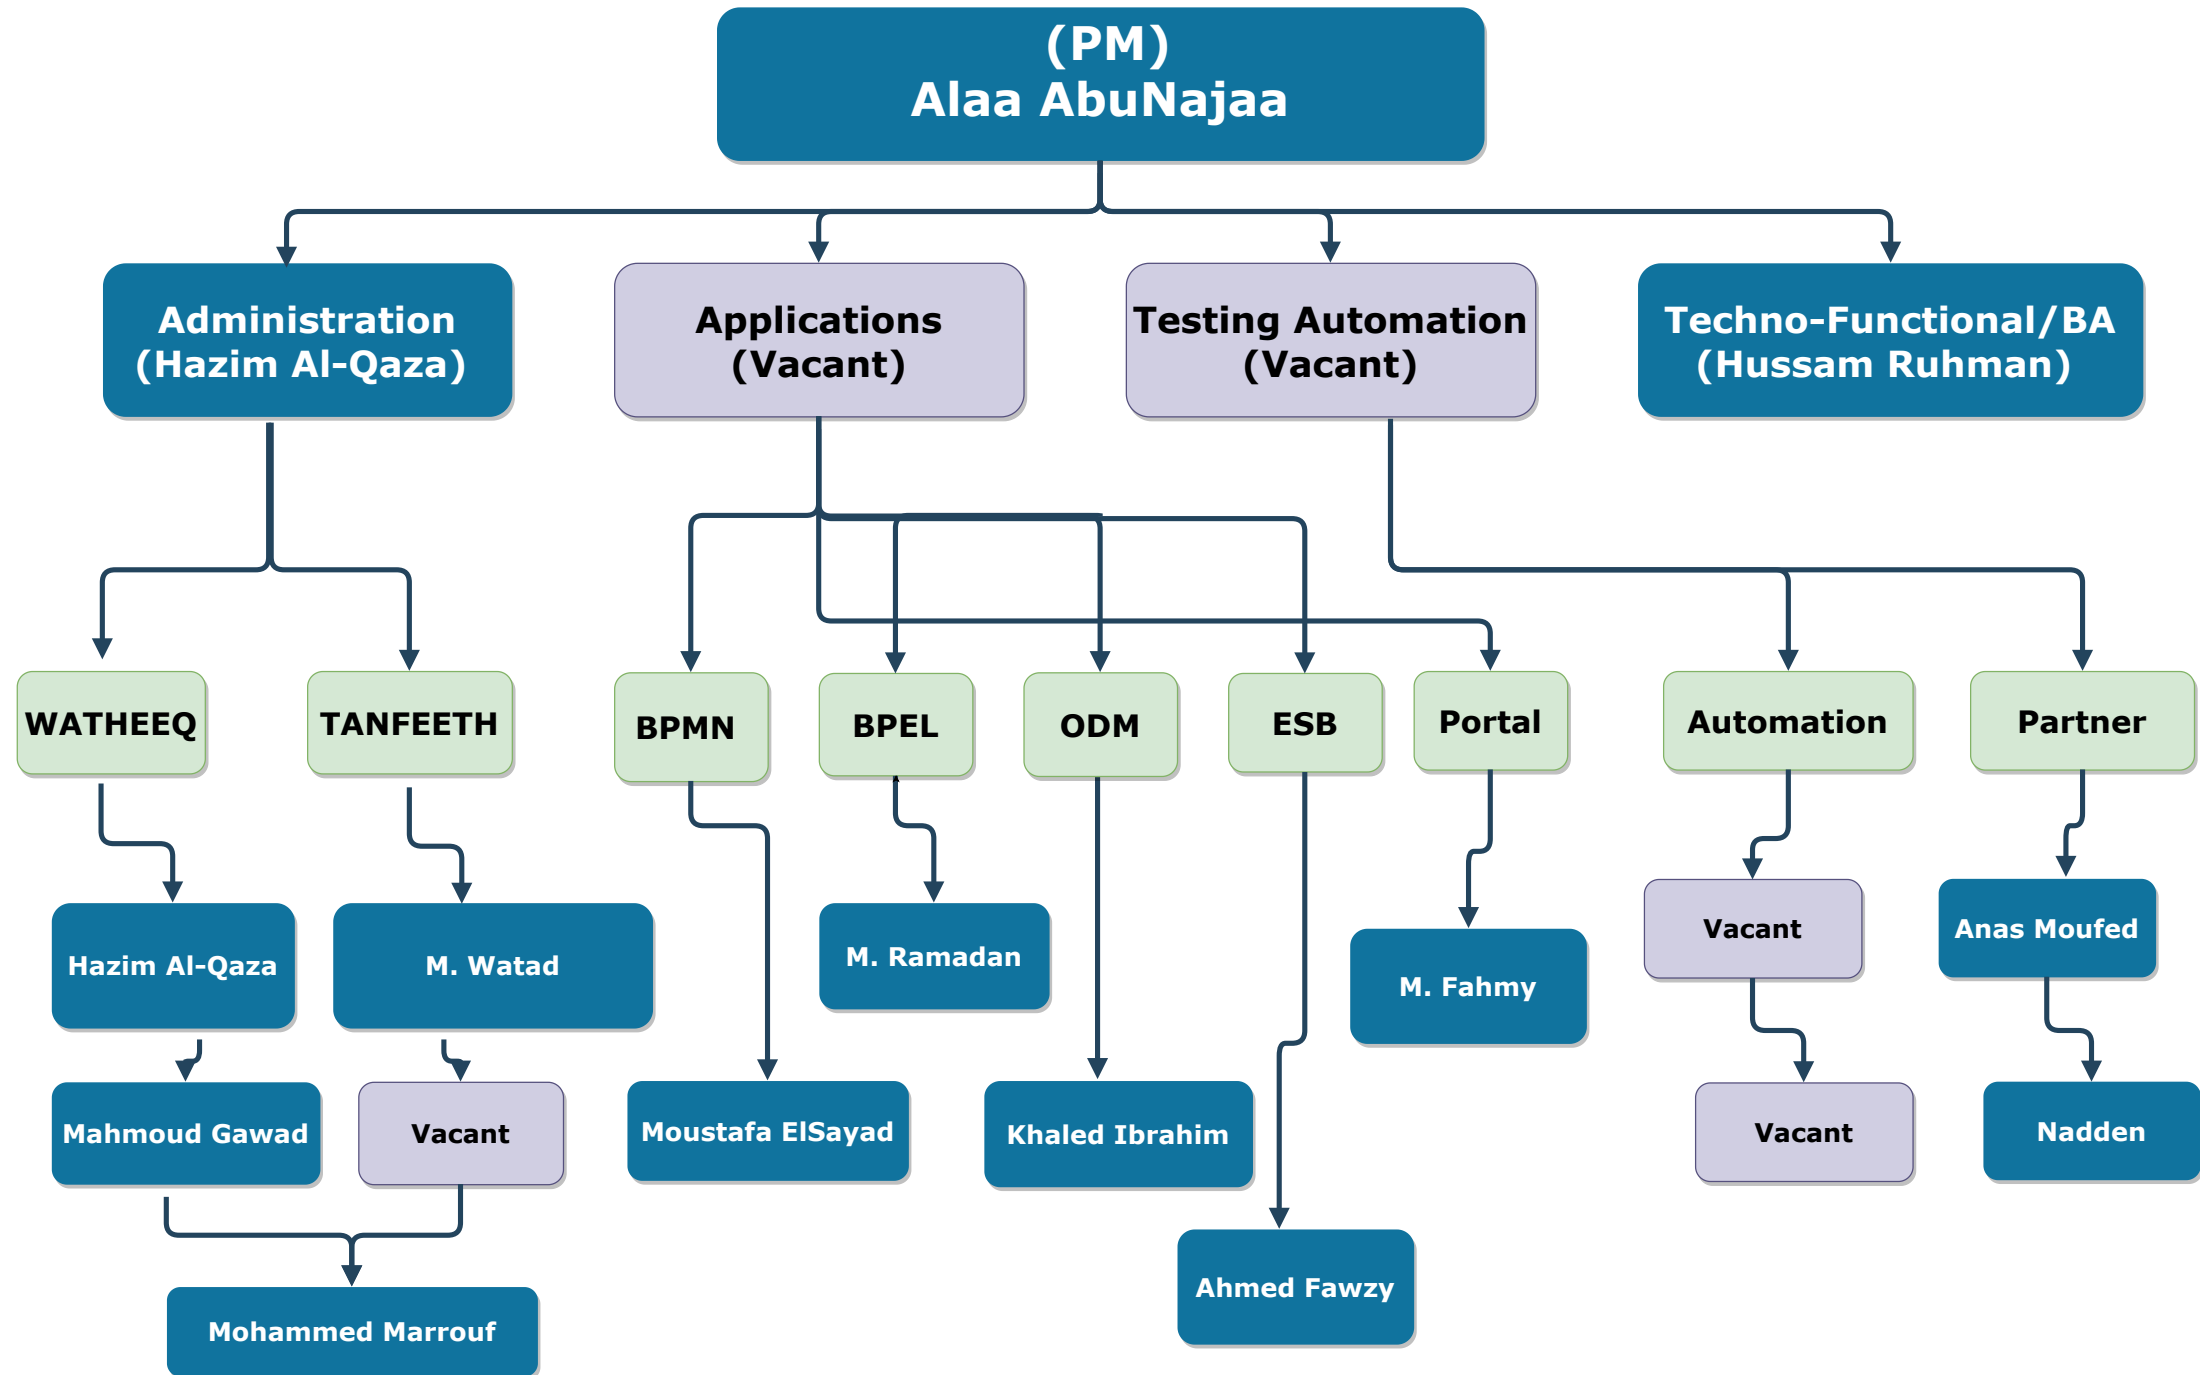 (PM)
Alaa AbuNajaa
Administration
(Hazim Al-Qaza)
Applications
(Vacant)
Testing Automation
(Vacant)
Techno-Functional/BA
(Hussam Ruhman)
WATHEEQ
TANFEETH
BPMN
BPEL
ODM
ESB
Portal
Automation
Partner
Hazim Al-Qaza
M. Watad
M. Ramadan
M. Fahmy
Vacant
Anas Moufed
Mahmoud Gawad
Vacant
Moustafa ElSayad
Khaled Ibrahim
Vacant
Nadden
Ahmed Fawzy
Mohammed Marrouf